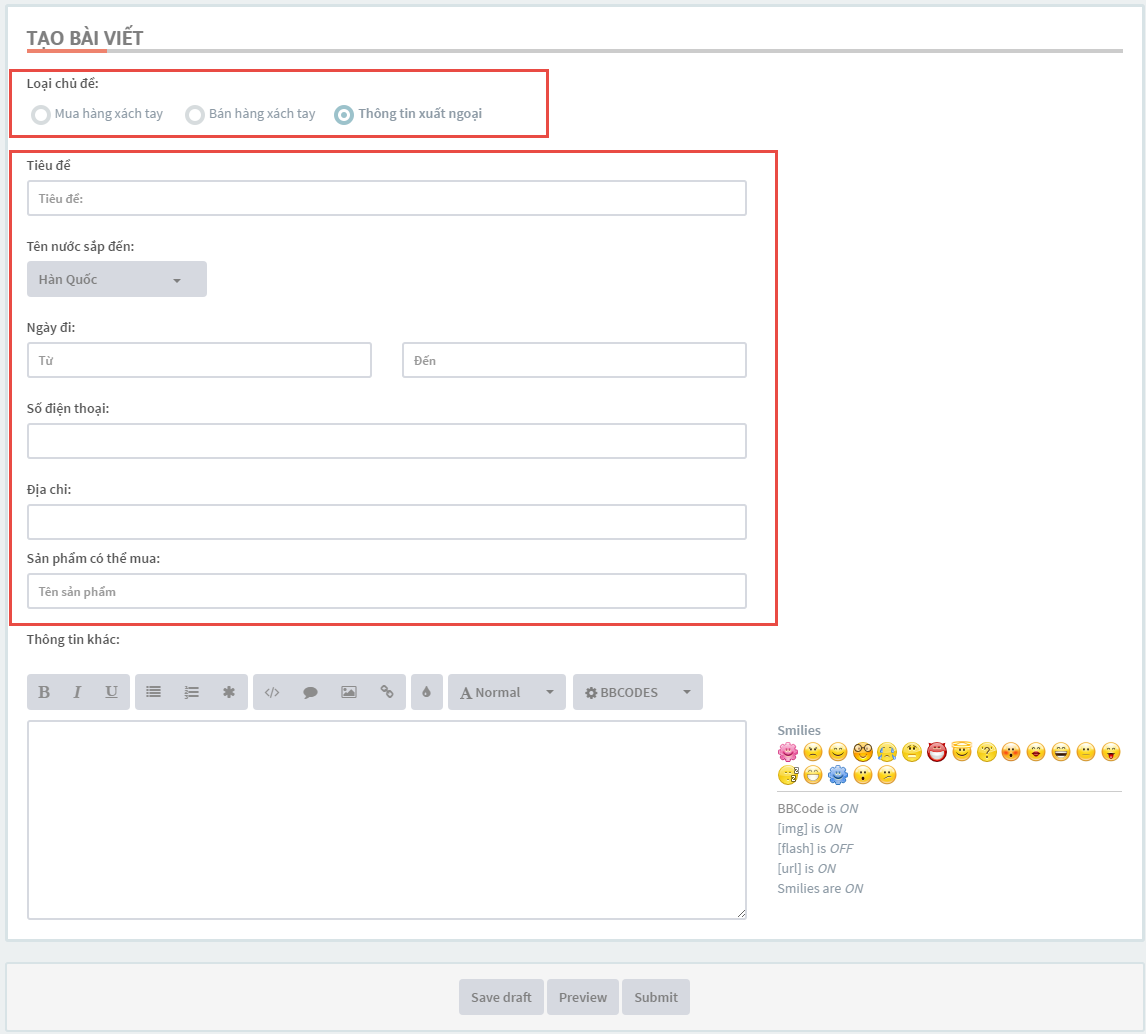 TẠO BÀI VIẾT
Loại chủ đề:
Mua hàng xách tay Bán hàng xách tay Thông tin xuất ngoại
Tiêu đề
Tiêu đề:
Tên nước sắp đến:
Hàn Quốc
Ngày đi:
Từ Đến
Số điện thoại:
Địa chỉ:
Sản phẩm có thể mua:
Tên sản phẩm
Thông tin khác:
B I U </> A Normal BBCODES
Smilies
BBCode is ON
[img] is ON
[flash] is OFF
[url] is ON
Smilies are ON
Save draft Preview Submit